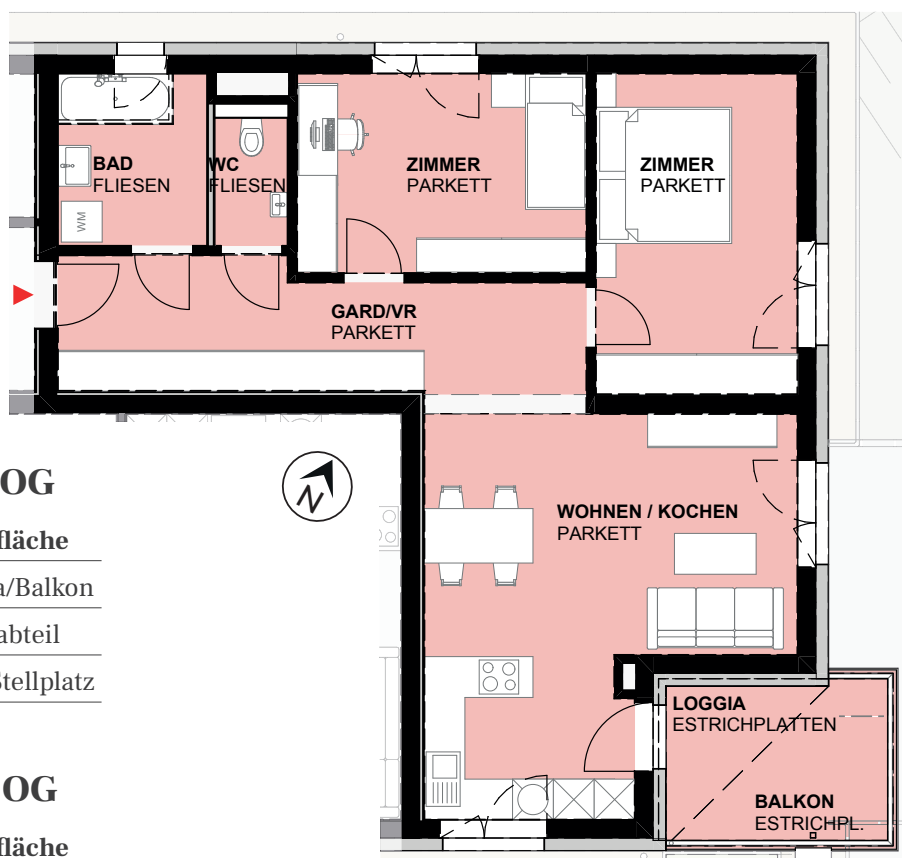 BAD
FLIESEN
WC
FLIESEN
ZIMMER
PARKETT
ZIMMER
PARKETT
WM
GARD/VR
PARKETT
OG
fläche
a/Balkon
abteil
Stellplatz
N
WOHNEN / KOCHEN
PARKETT
LOGGIA
ESTRICHPLATTEN
BALKON
ESTRICHPL.
OG
fläche